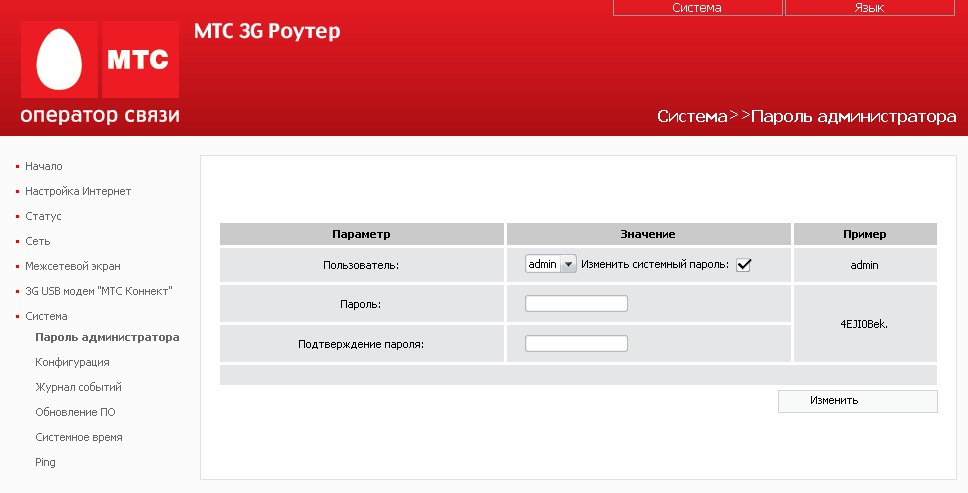 Система
Язык
МТС 3G Роутер
МТС
оператор связи
Система>>Пароль администратора
Начало
Настройка Интернет
Статус
Сеть
Межсетевой экран
3G USB модем "МТС Коннект"
Система
Пароль администратора
Конфигурация
Журнал событий
Обновление ПО
Системное время
Ping
Параметр Значение Пример
Пользователь: admin Изменить системный пароль: admin
Пароль:
4EJI0Bek.
Подтверждение пароля:
Изменить